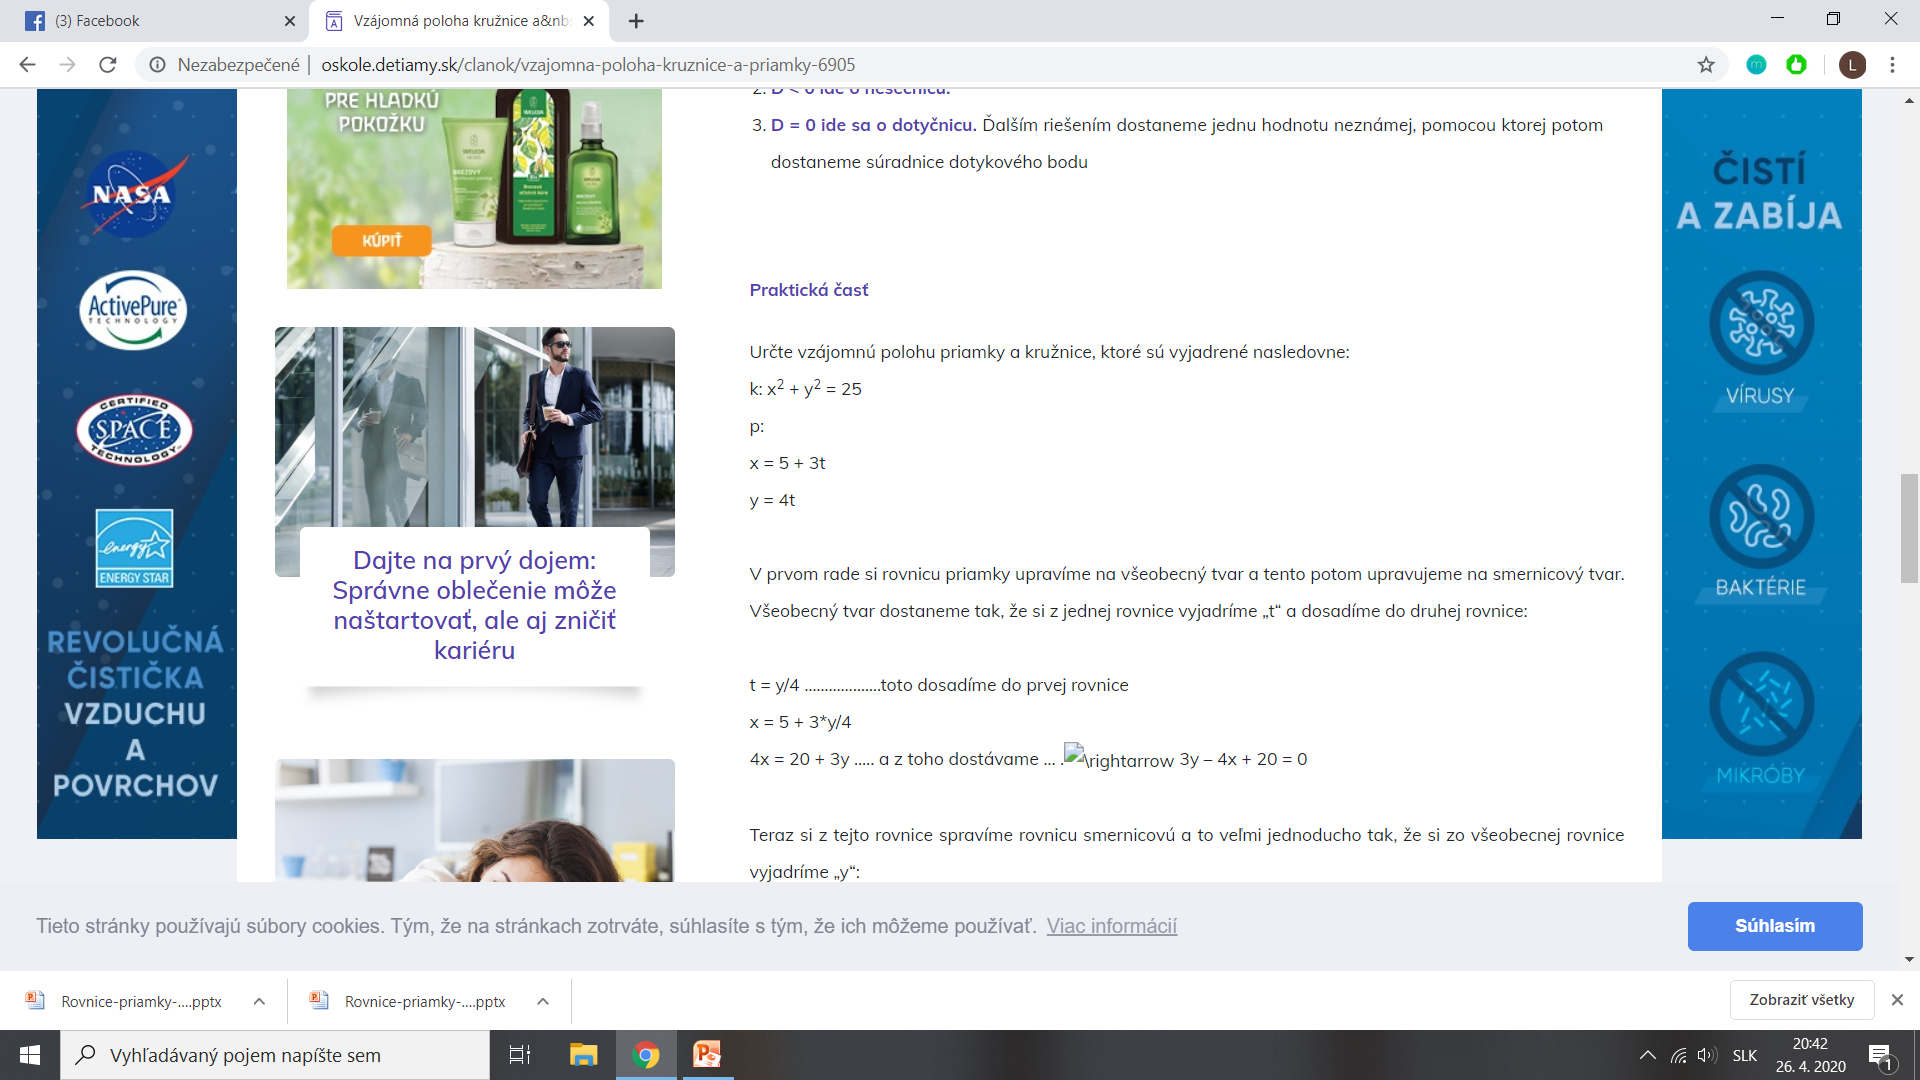 (3) Facebook
Vzájomná poloha kružnice a&nb
Nezabezpečené | oskole.detiamy.sk/clanok/vzajomna-poloha-kruznice-a-priamky-6905
L
PRE HLADKÚ
POKOŽKU
WELEDA
KÚPIŤ
NASA
ActivePure
TECHNOLOGY
CERTIFIED
SPACE
TECHNOLOGY
energy
ENERGY STAR
REVOLUČNÁ
ČISTIČKA
VZDUCHU
A
POVRCHOV
Dajte na prvý dojem:
Správne oblečenie môže
naštartovať, ale aj zničiť
kariéru
2. D < 0 ide o nesečnicu.
3. D = 0 ide sa o dotyčnicu. Ďalším riešením dostaneme jednu hodnotu neznámej, pomocou ktorej potom
dostaneme súradnice dotykového bodu
Praktická časť
Určte vzájomnú polohu priamky a kružnice, ktoré sú vyjadrené nasledovne:
k: x² + y² = 25
p:
x = 5 + 3t
y = 4t
V prvom rade si rovnicu priamky upravíme na všeobecný tvar a tento potom upravujeme na smernicový tvar.
Všeobecný tvar dostaneme tak, že si z jednej rovnice vyjadríme „t“ a dosadíme do druhej rovnice:
t = y/4 ...................toto dosadíme do prvej rovnice
x = 5 + 3*y/4
4x = 20 + 3y ..... a z toho dostávame ... .\rightarrow 3y – 4x + 20 = 0
Teraz si z tejto rovnice spravíme rovnicu smernicovú a to veľmi jednoducho tak, že si zo všeobecnej rovnice
vyjadríme „y“:
ČISTÍ
A ZABÍJA
VÍRUSY
BAKTÉRIE
MIKRÓBY
Tieto stránky používajú súbory cookies. Tým, že na stránkach zotrváte, súhlasíte s tým, že ich môžeme používať. Viac informácií
Súhlasím
Rovnice-priamky-....pptx
Rovnice-priamky-....pptx
Zobraziť všetky
Vyhľadávaný pojem napíšte sem
SLK
20:42
26. 4. 2020
1